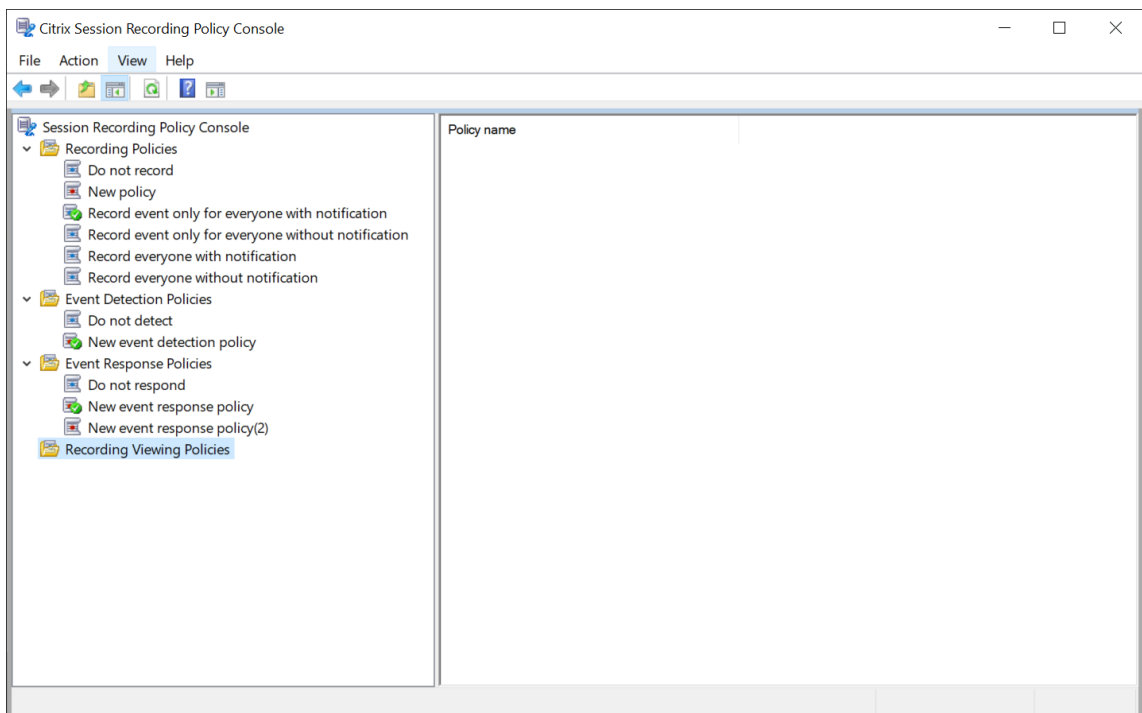 Citrix Session Recording Policy Console
File Action View Help
Session Recording Policy Console
Policy name
Recording Policies
Do not record
New policy
Record event only for everyone with notification
Record event only for everyone without notification
Record everyone with notification
Record everyone without notification
Event Detection Policies
Do not detect
New event detection policy
Event Response Policies
Do not respond
New event response policy
New event response policy(2)
Recording Viewing Policies